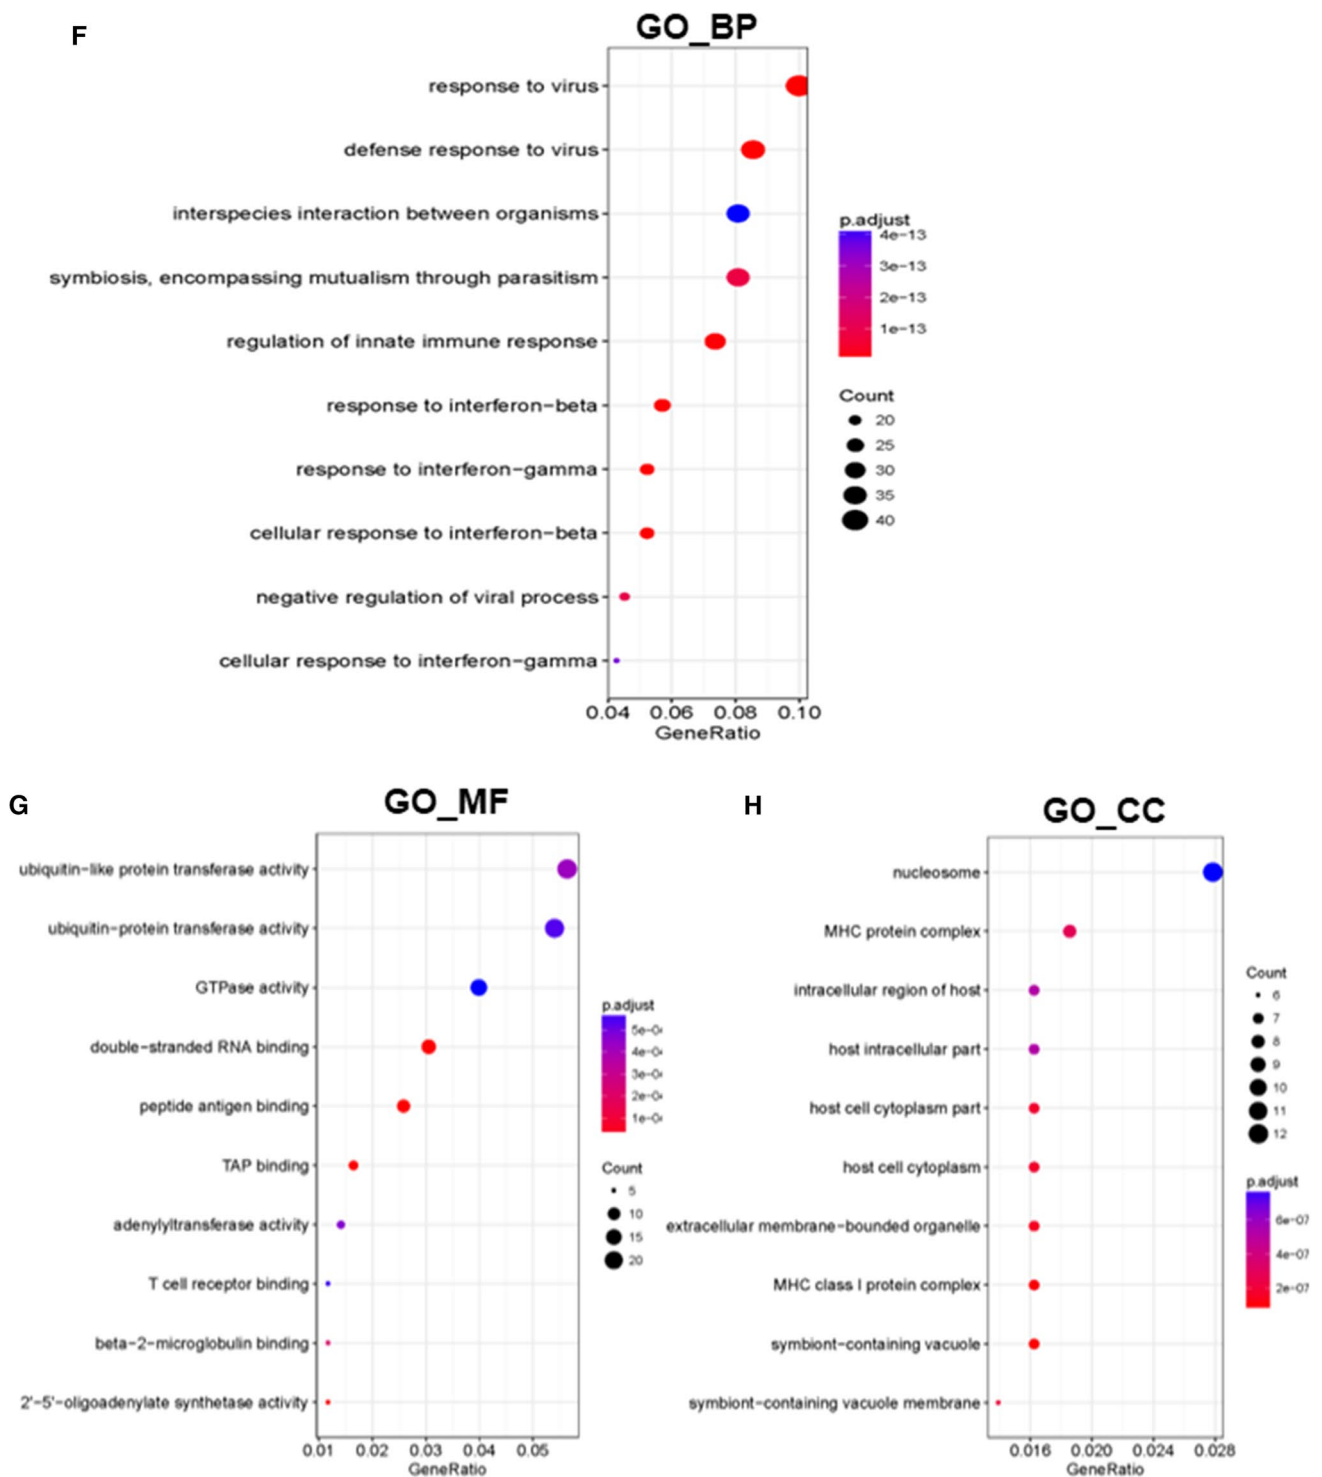 F
GO_BP
response to virus
defense response to virus
interspecies interaction between organisms
symbiosis, encompassing mutualism through parasitism
regulation of innate immune response
response to interferon-beta
response to interferon-gamma
cellular response to interferon-beta
negative regulation of viral process
cellular response to interferon-gamma
0.04 0.06 0.08 0.10
GeneRatio
p.adjust
4e-13
3e-13
2e-13
1e-13
Count
20
25
30
35
40
G
GO_MF
ubiquitin-like protein transferase activity
ubiquitin-protein transferase activity
GTPase activity
double-stranded RNA binding
peptide antigen binding
TAP binding
adenylyltransferase activity
T cell receptor binding
beta-2-microglobulin binding
2'-5'-oligoadenylate synthetase activity
0.01 0.02 0.03 0.04 0.05
GeneRatio
p.adjust
Count
5
10
15
20
H
GO_CC
nucleosome
MHC protein complex
intracellular region of host
host intracellular part
host cell cytoplasm part
host cell cytoplasm
extracellular membrane-bounded organelle
MHC class I protein complex
symbiont-containing vacuole
symbiont-containing vacuole membrane
0.016 0.020 0.024 0.028
GeneRatio
Count
6
7
8
9
10
11
12
p.adjust
6e-07
4e-07
2e-07